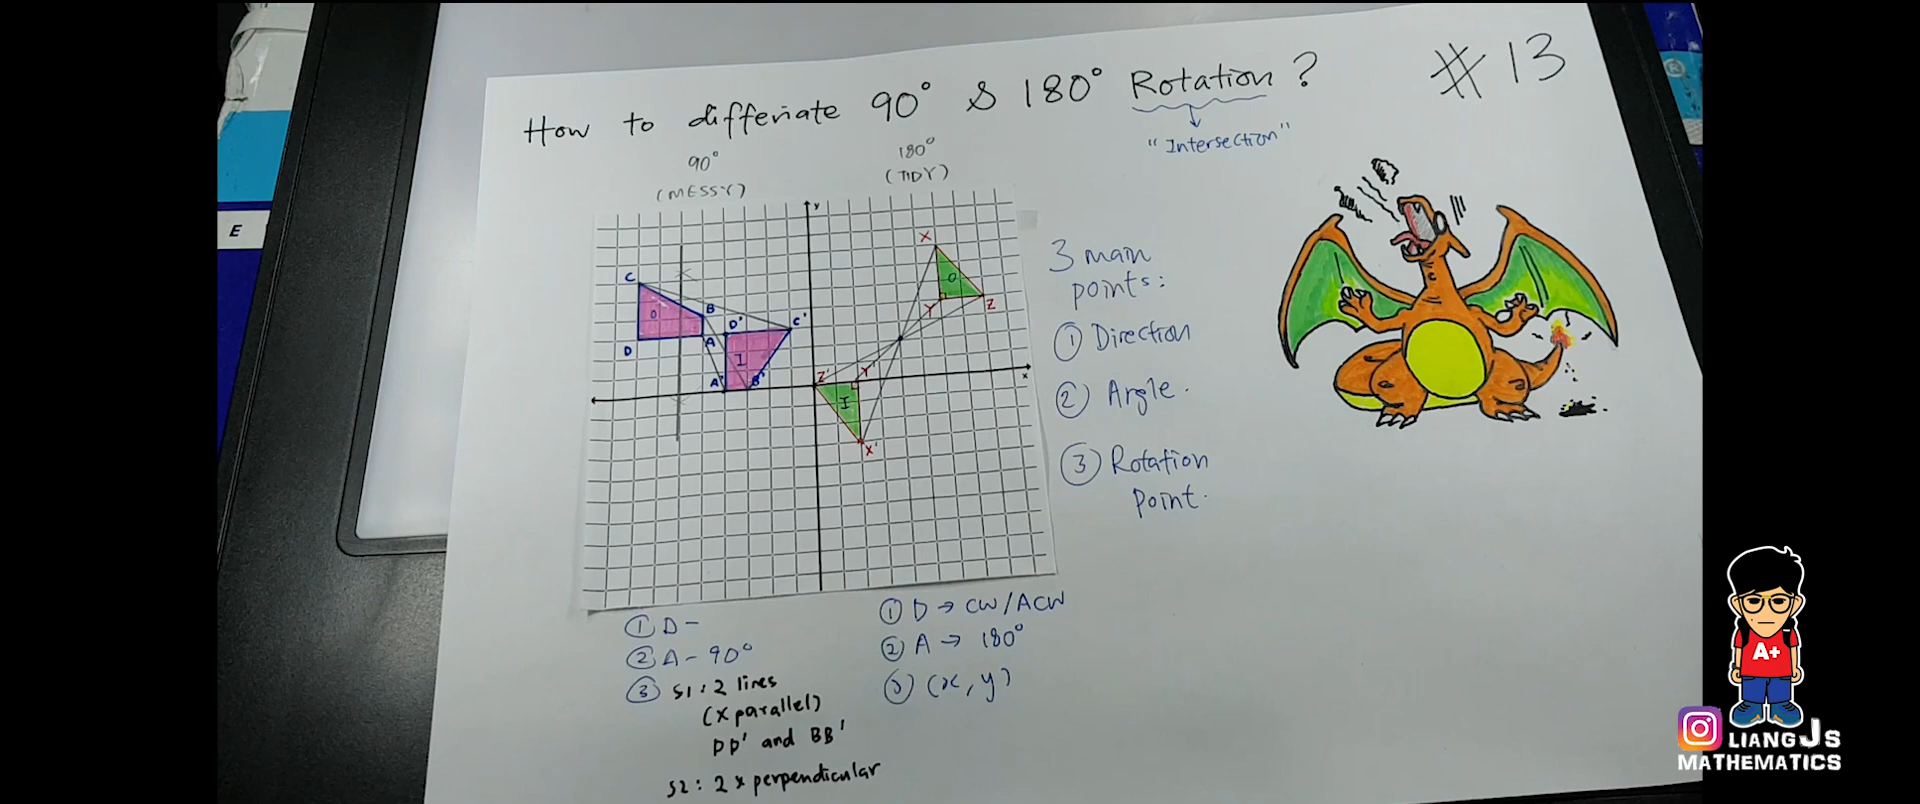 How to differiate 90° & 180° Rotation?
#13
"Intersection"
90°
(MESSY)
180°
(TIDY)
y
x
C
O
B
D
A
D'
C'
I
A'
B'
X
O
Y
Z
Z'
Y'
I
X'
3 main
points:
① Direction
② Angle.
③ Rotation
Point.
① D-
② A- 90°
③ S1: 2 lines
(x parallel)
DD' and BB'
S2: 2 x perpendicular
① D → CW/ACW
② A → 180°
③ (x, y)
E
R
A+
LIANGJS
MATHEMATICS